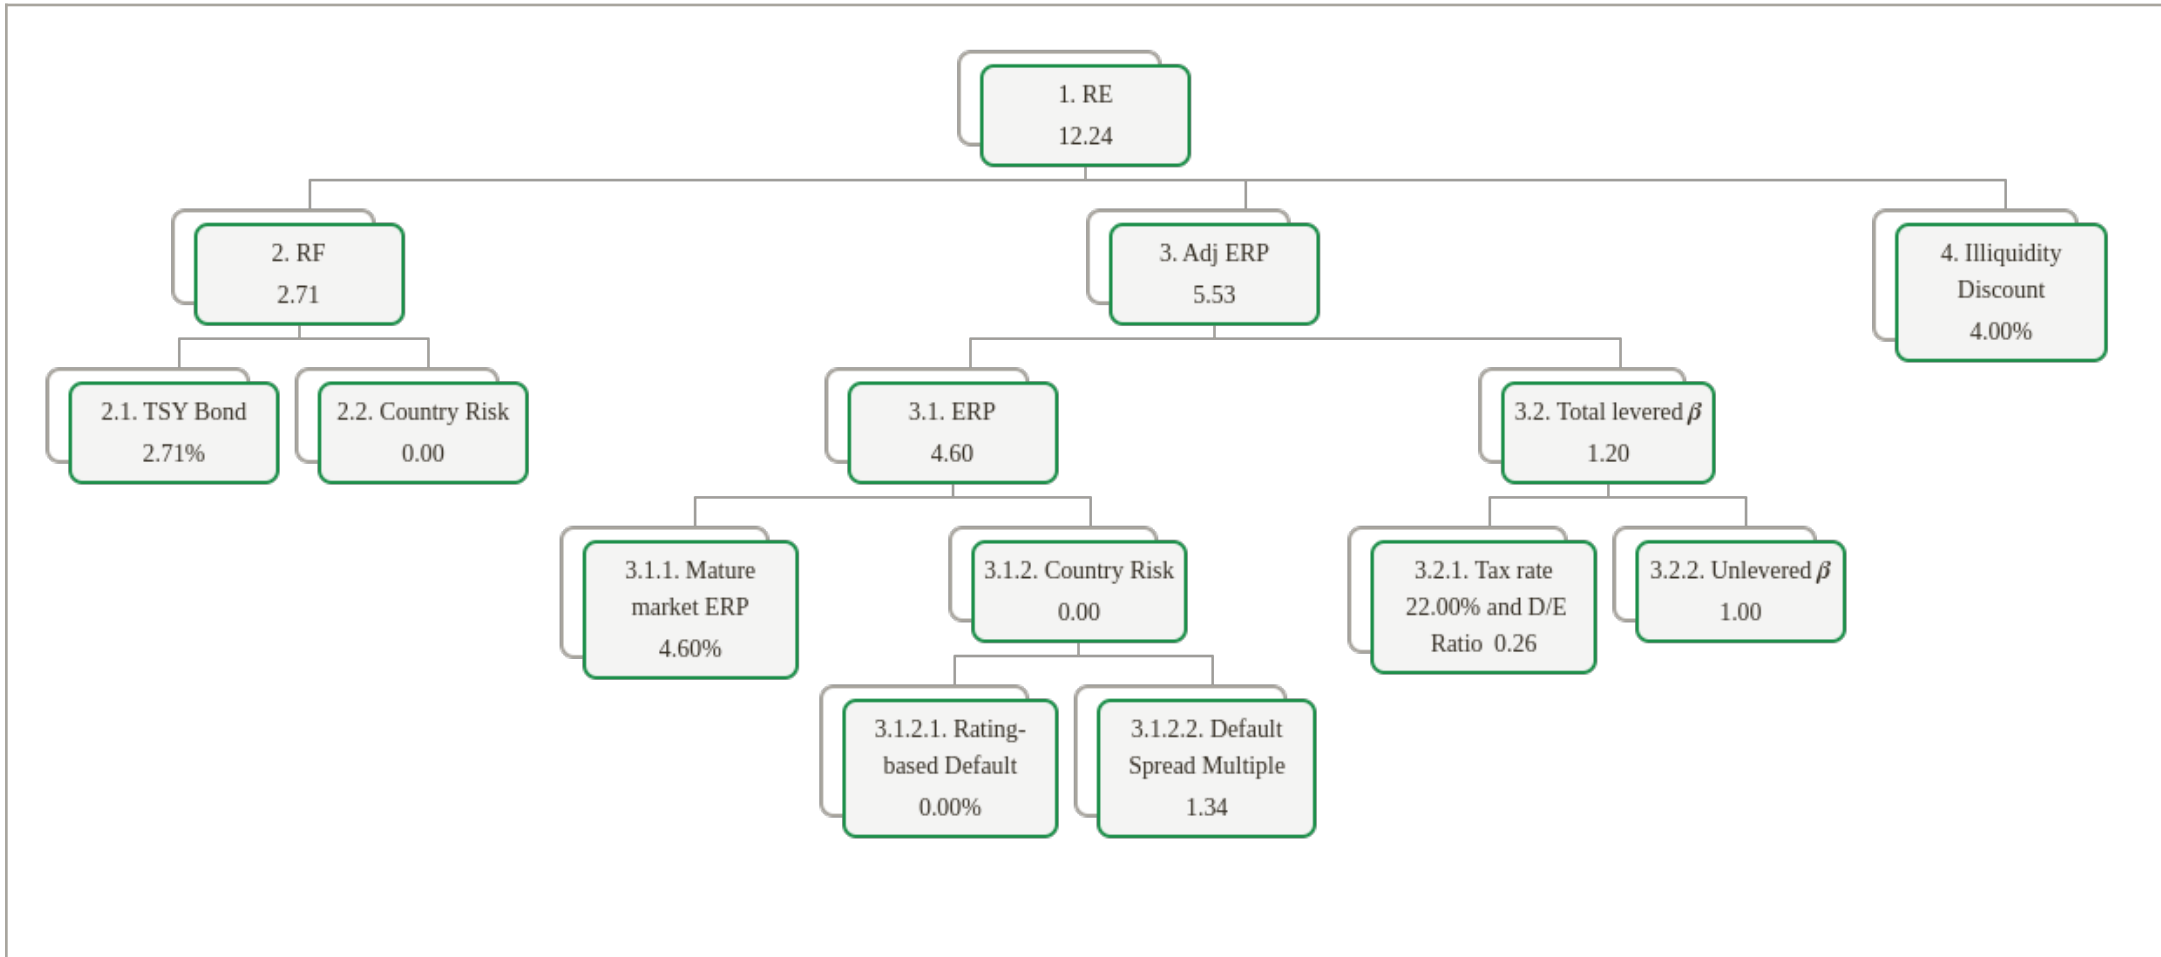 1. RE
12.24
2. RF
2.71
3. Adj ERP
5.53
4. Illiquidity
Discount
4.00%
2.1. TSY Bond
2.71%
2.2. Country Risk
0.00
3.1. ERP
4.60
3.2. Total levered β
1.20
3.1.1. Mature
market ERP
4.60%
3.1.2. Country Risk
0.00
3.2.1. Tax rate
22.00% and D/E
Ratio 0.26
3.2.2. Unlevered β
1.00
3.1.2.1. Rating-
based Default
0.00%
3.1.2.2. Default
Spread Multiple
1.34